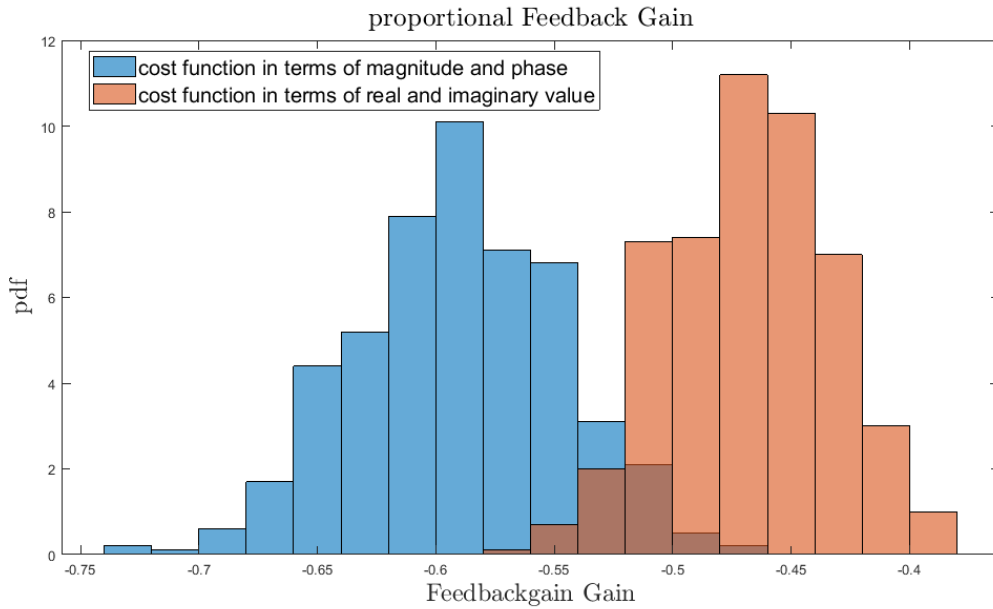 proportional Feedback Gain
12
cost function in terms of magnitude and phase
cost function in terms of real and imaginary value
10
8
6
4
2
0
pdf
-0.75 -0.7 -0.65 -0.6 -0.55 -0.5 -0.45 -0.4
Feedbackgain Gain